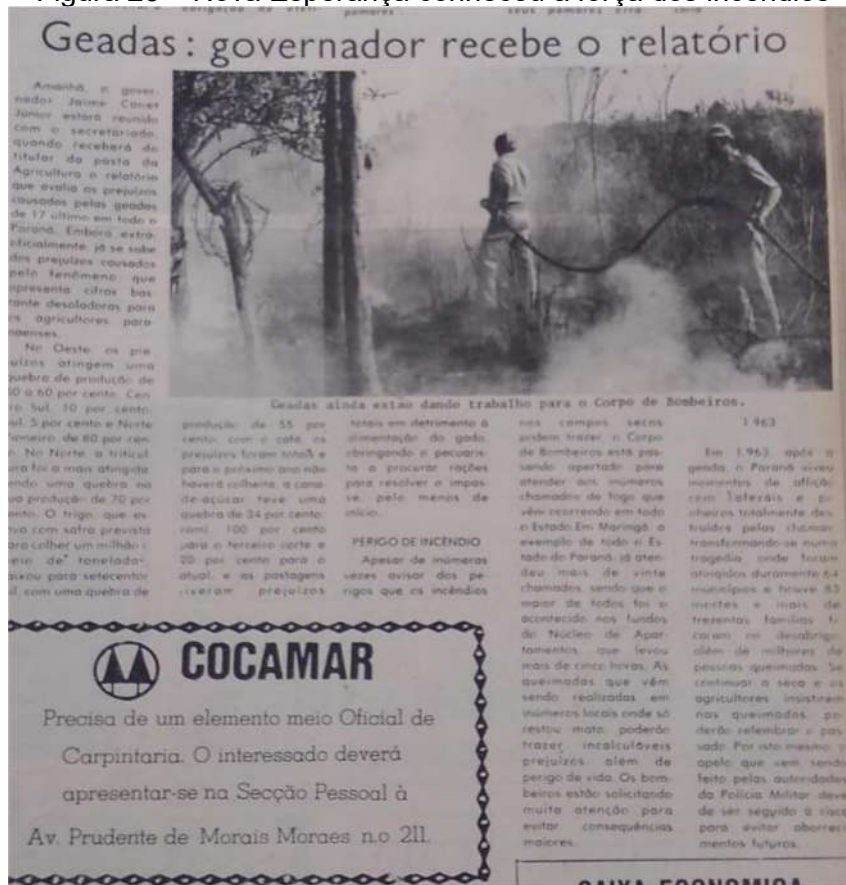 Figura 20 – Nova Esperança conheceu a força dos incêndios
Geadas: governador recebe o relatório
Amanhã, o gover-
nador Jaime Canet
Júnior estará reunido
com o secretariado,
quando receberá do
titular da pasta da
Agricultura o relatório
que avalia os prejuízos
causados pelas geadas
de 17 último em todo o
Paraná. Embora extra-
oficialmente, já se sabe
dos prejuízos causados
pelo fenômeno, que
apresenta cifras bas-
tante desoladoras para
os agricultores para-
naenses.
No Oeste, os pre-
juízos atingem uma
quebra de produção de
a 60 por cento. Cen-
Sul, 10 por cento,
5 por cento e Norte
de 60 por cen-
No Norte, a triticul-
foi a mais atingida
uma quebra na
produção de 70 por
O trigo, que es-
com safra prevista
colher um milhão
de toneladas
para setecentos
com uma quebra de
Geadas ainda estão dando trabalho para o Corpo de Bombeiros.
produção de 55 por
cento, com o café, os
prejuízos foram totais e
para o próximo ano não
haverá colheita, a cana-
de-açúcar teve uma
quebra de 34 por cento,
rami, 100 por cento
para o terceiro corte e
20 por cento para o
atual, e as pastagens
tiveram prejuízos
totais em detrimento à
alimentação do gado,
obrigando o pecuaris-
ta a procurar rações
para resolver o impas-
se, pelo menos de
início.
PERIGO DE INCÊNDIO
Apesar de inúmeras
vezes avisar dos pe-
rigos que os incêndios
nos campos secos
podem trazer, o Corpo
de Bombeiros está pas-
sando apertado para
atender aos inúmeros
chamados de fogo que
vêm ocorrendo em todo
o Estado. Em Maringá, a
exemplo de todo o Es-
tado do Paraná, já aten-
deu mais de vinte
chamados, sendo que o
maior de todos foi o
acontecido nos fundos
do Núcleo de Apar-
tamentos, que levou
mais de cinco horas. As
queimadas que vêm
sendo realizadas em
inúmeros locais onde só
restou mato, poderão
trazer incalculáveis
prejuízos além de
perigo de vida. Os bom-
beiros estão solicitando
muita atenção para
evitar consequências
maiores.
1963
Em 1.963 após a
geada, o Paraná viveu
momentos de aflição
com cafezais e pi-
nheiros totalmente des-
truídos pelas chamas,
transformando-se numa
tragédia onde foram
atingidos duramente 64
municípios e houve 85
mortes e mais de
trezentas famílias fi-
caram no desabrigo,
além de milhares de
pessoas queimadas. Se
continuar a seca e os
agricultores insistirem
nas queimadas, po-
derão relembrar o pas-
sado. Por isto mesmo, o
apelo que vem sendo
feito pelas autoridades
da Polícia Militar deve
de ser seguido à risca
para evitar aborreci-
mentos futuros.
COCAMAR
Precisa de um elemento meio Oficial de
Carpintaria. O interessado deverá
apresentar-se na Secção Pessoal à
Av. Prudente de Morais Moraes n.o 211.
CAIXA ECONOMICA